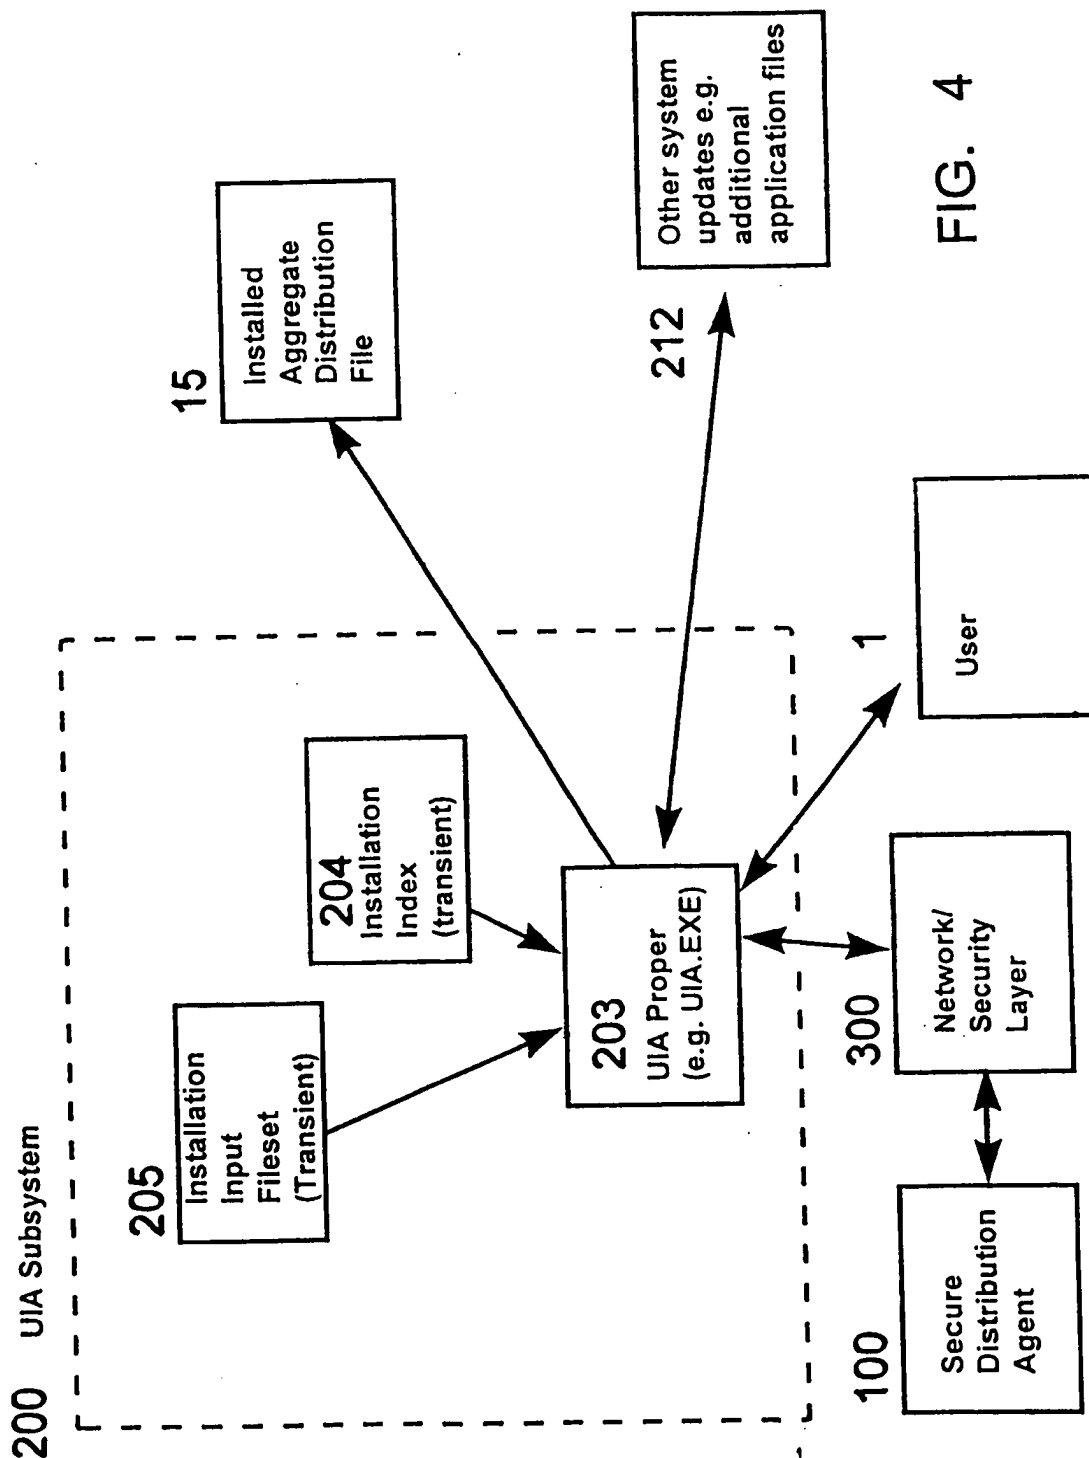 200 UIA Subsystem
205
Installation
Input
Fileset
(Transient)
204
Installation
Index
(transient)
15
Installed
Aggregate
Distribution
File
203
UIA Proper
(e.g. UIA.EXE)
212
Other system
updates e.g.
additional
application files
100
Secure
Distribution
Agent
300
Network/
Security
Layer
1
User
FIG. 4